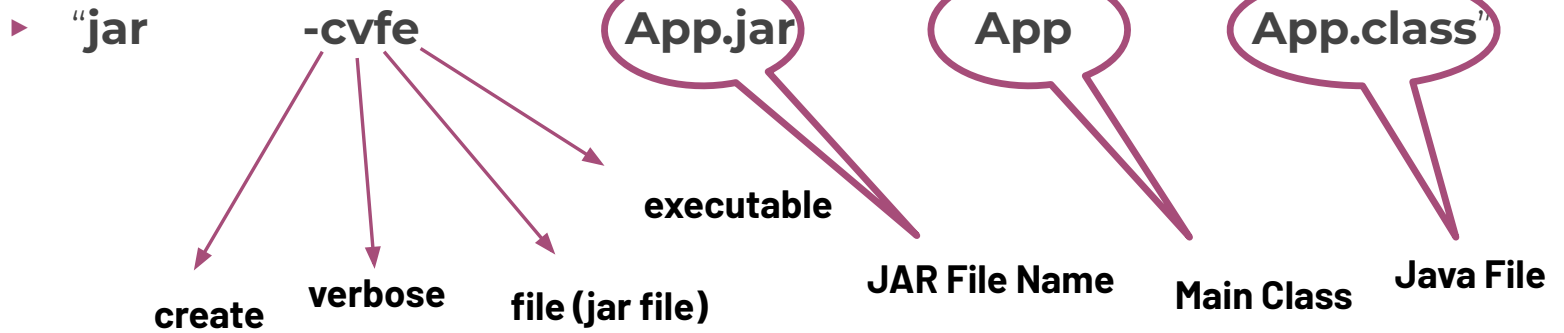 “jar -cvfe App.jar App App.class”
executable
create
verbose
file (jar file)
JAR File Name
Main Class
Java File